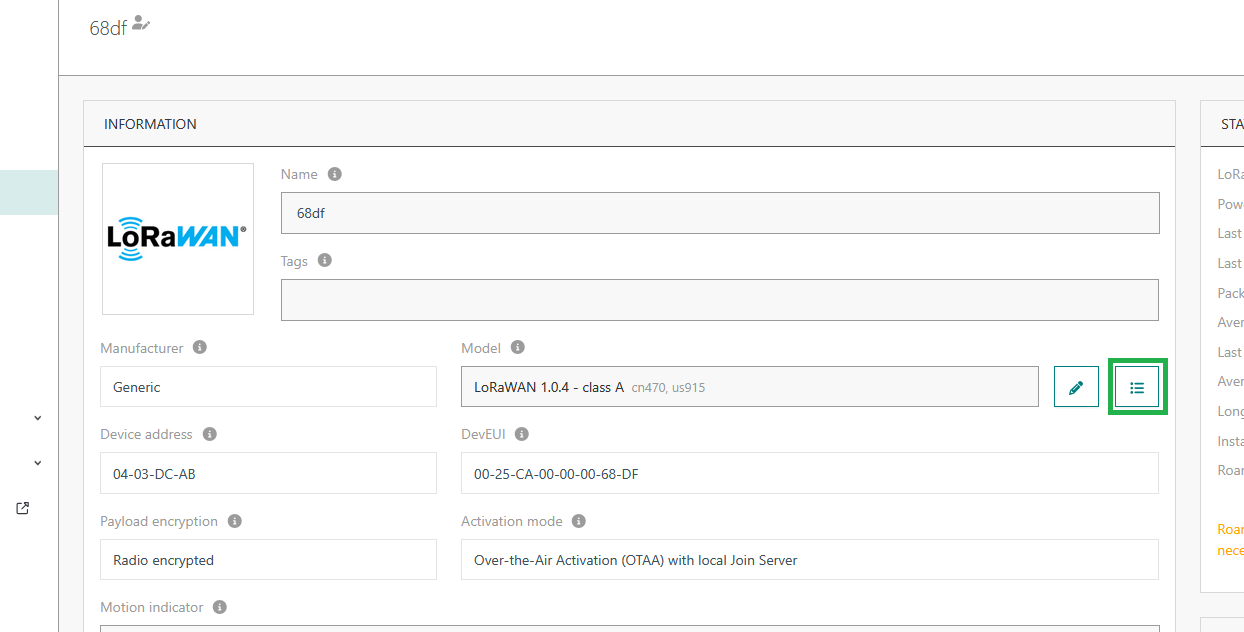 68df
INFORMATION
STA
LoRaWAN®
Name
68df
Tags
Manufacturer
Generic
Model
LoRaWAN 1.0.4 - class A cn470, us915
Device address
04-03-DC-AB
DevEUI
00-25-CA-00-00-00-68-DF
Payload encryption
Radio encrypted
Activation mode
Over-the-Air Activation (OTAA) with local Join Server
Motion indicator
LoRa
Powe
Last
Last
Pack
Aver
Last
Aver
Long
Insta
Roar
Roar
nece